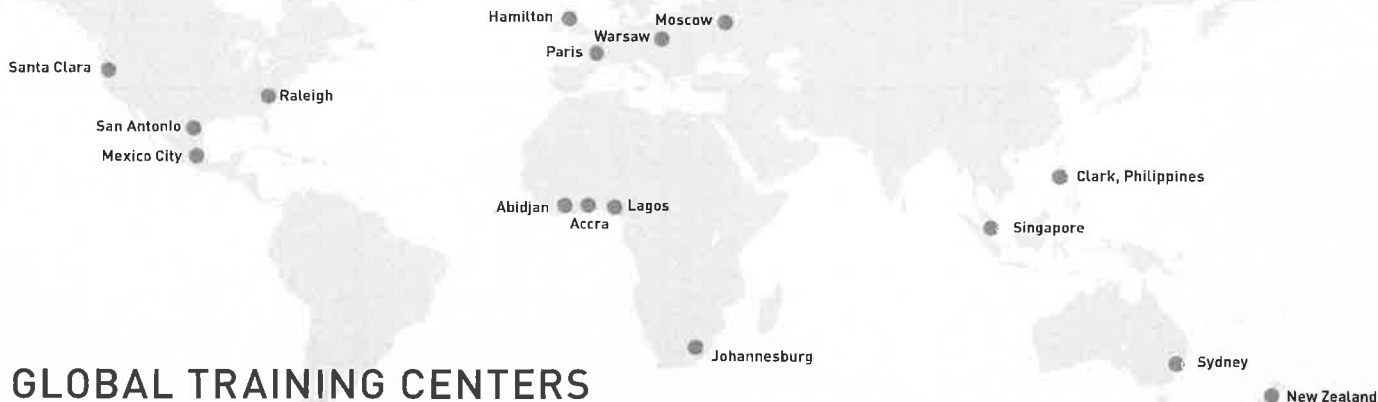 Hamilton
Moscow
Warsaw
Paris
Santa Clara
Raleigh
San Antonio
Mexico City
Clark, Philippines
Abidjan
Lagos
Accra
Singapore
Johannesburg
Sydney
GLOBAL TRAINING CENTERS
New Zealand